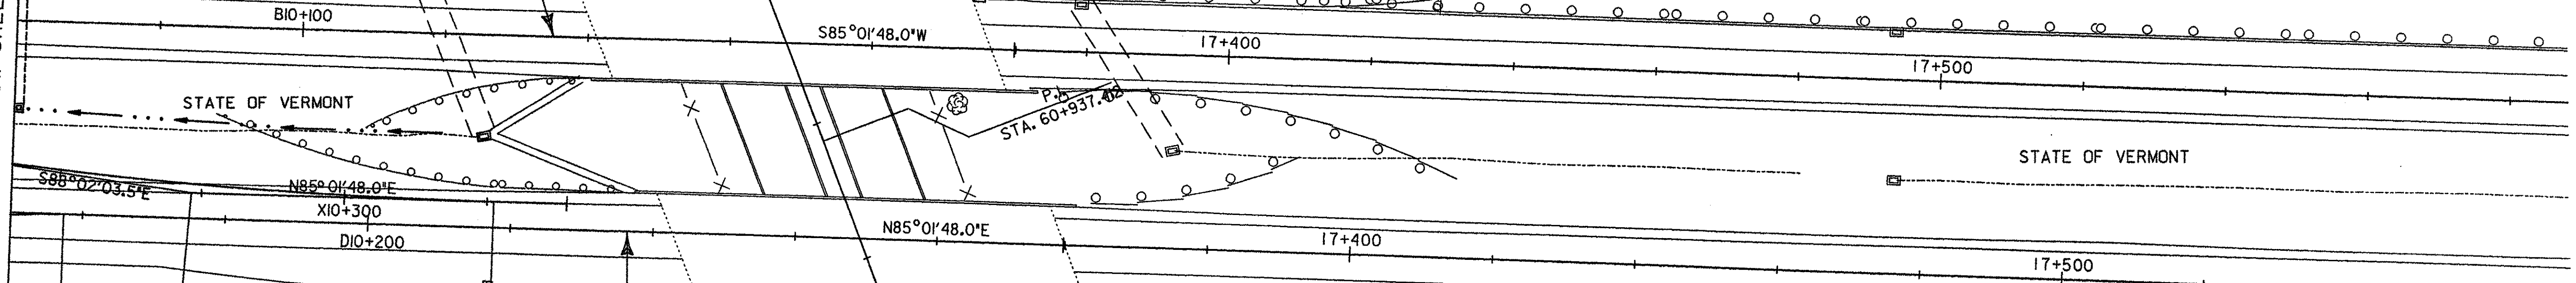 B10+100
S85°01'48.0"W
17+400
17+500
STATE OF VERMONT
P.I.
STA. 60+937.412
STATE OF VERMONT
S88°02'03.5"E
N85°01'48.0"E
X10+300
D10+200
N85°01'48.0"E
17+400
17+500